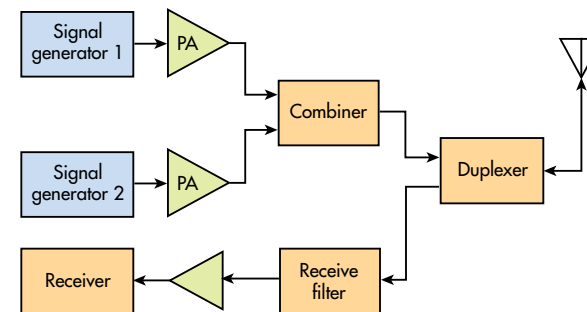 Signal
generator 1
PA
Combiner
Signal
generator 2
PA
Duplexer
Receiver
Receive
filter